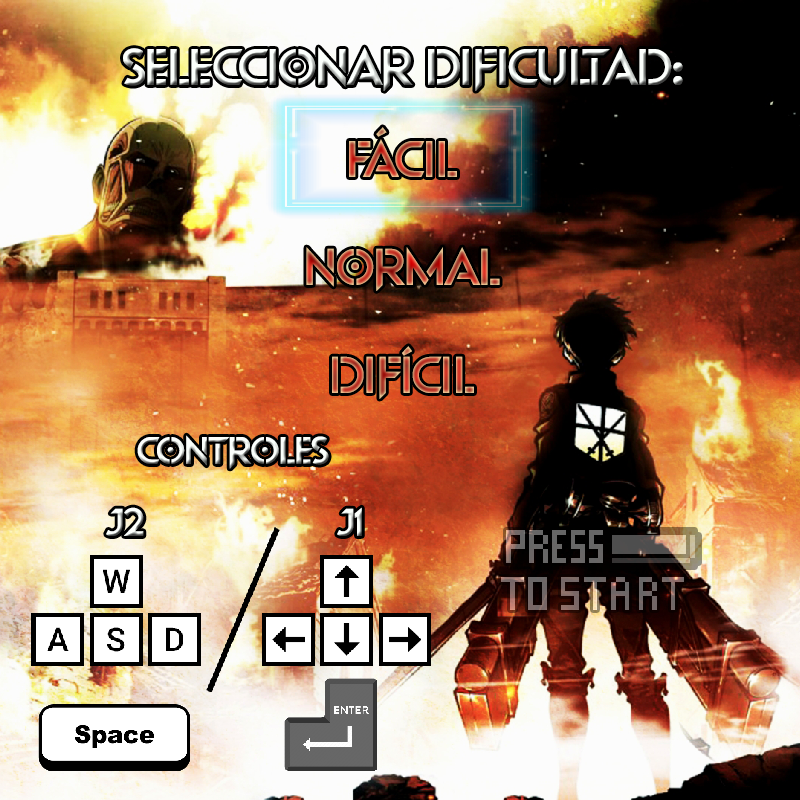 SELECCIONAR DIFICULTAD:
FÁCIL
NORMAL
DIFÍCIL
CONTROLES
J2
J1
W
A S D
PRESS
TO START
Space
ENTER